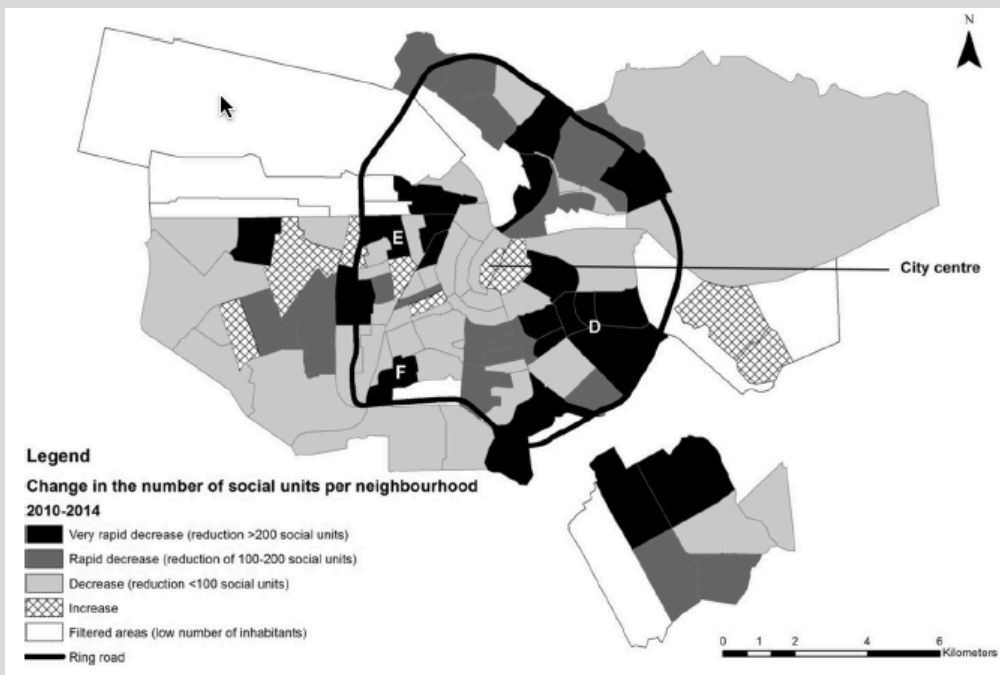 N
E
City centre
D
F
Legend
Change in the number of social units per neighbourhood
2010-2014
Very rapid decrease (reduction >200 social units)
Rapid decrease (reduction of 100-200 social units)
Decrease (reduction <100 social units)
Increase
Filtered areas (low number of inhabitants)
Ring road
0 1 2 4 6
Kilometers